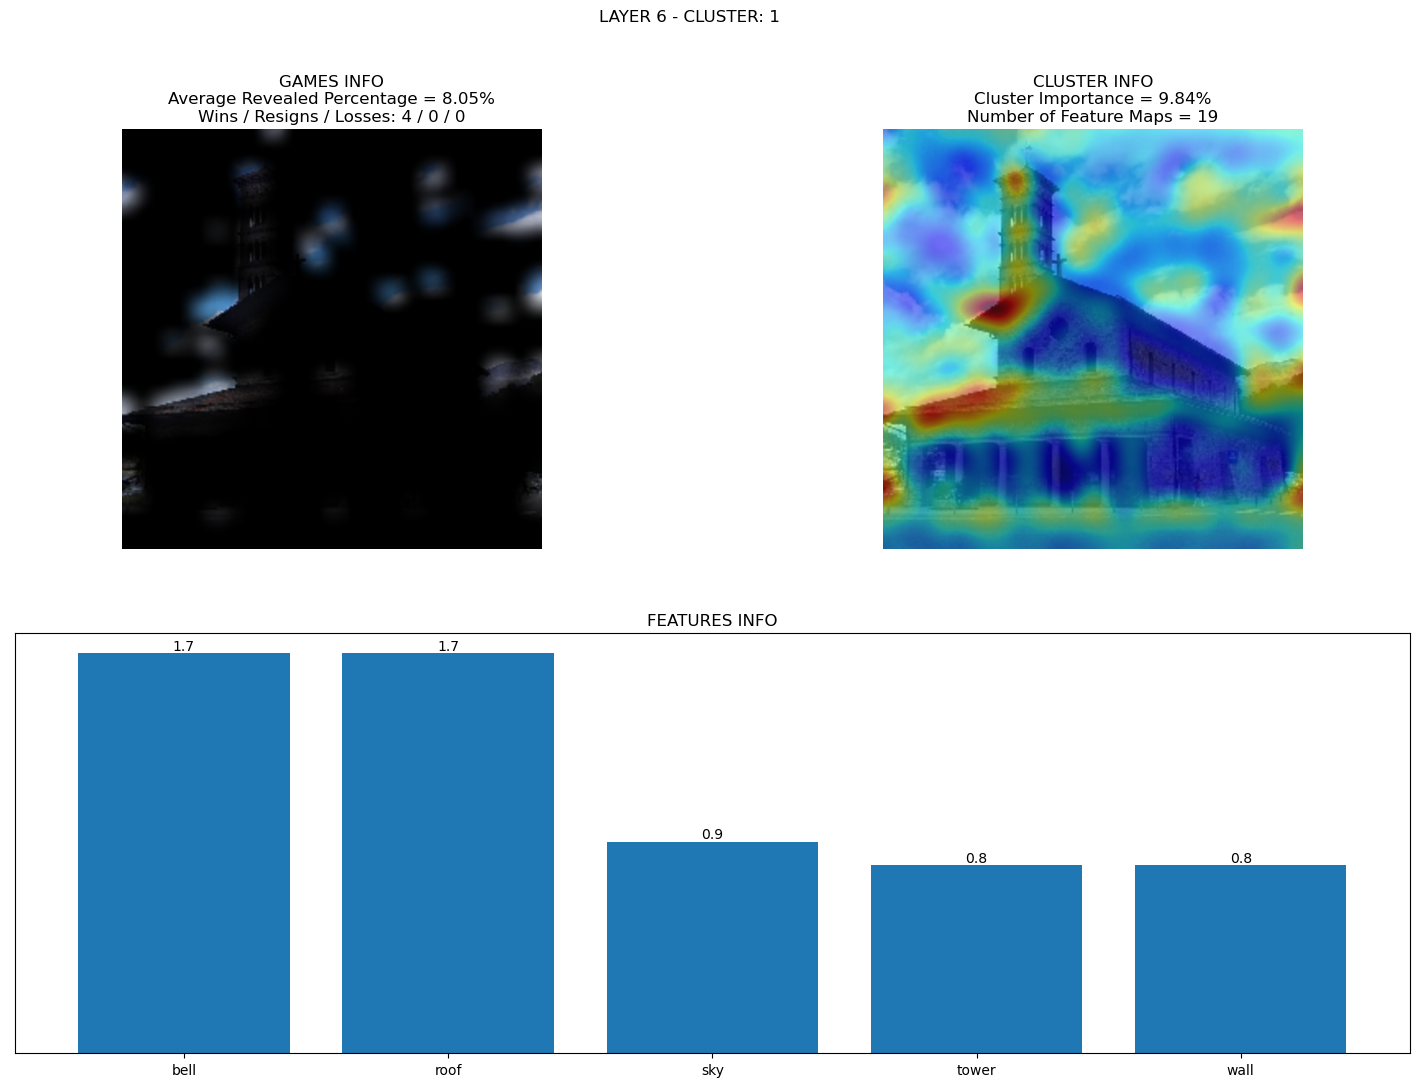 LAYER 6 - CLUSTER: 1
GAMES INFO
Average Revealed Percentage = 8.05%
Wins / Resigns / Losses: 4 / 0 / 0
CLUSTER INFO
Cluster Importance = 9.84%
Number of Feature Maps = 19
FEATURES INFO
1.7
1.7
0.9
0.8
0.8
bell
roof
sky
tower
wall